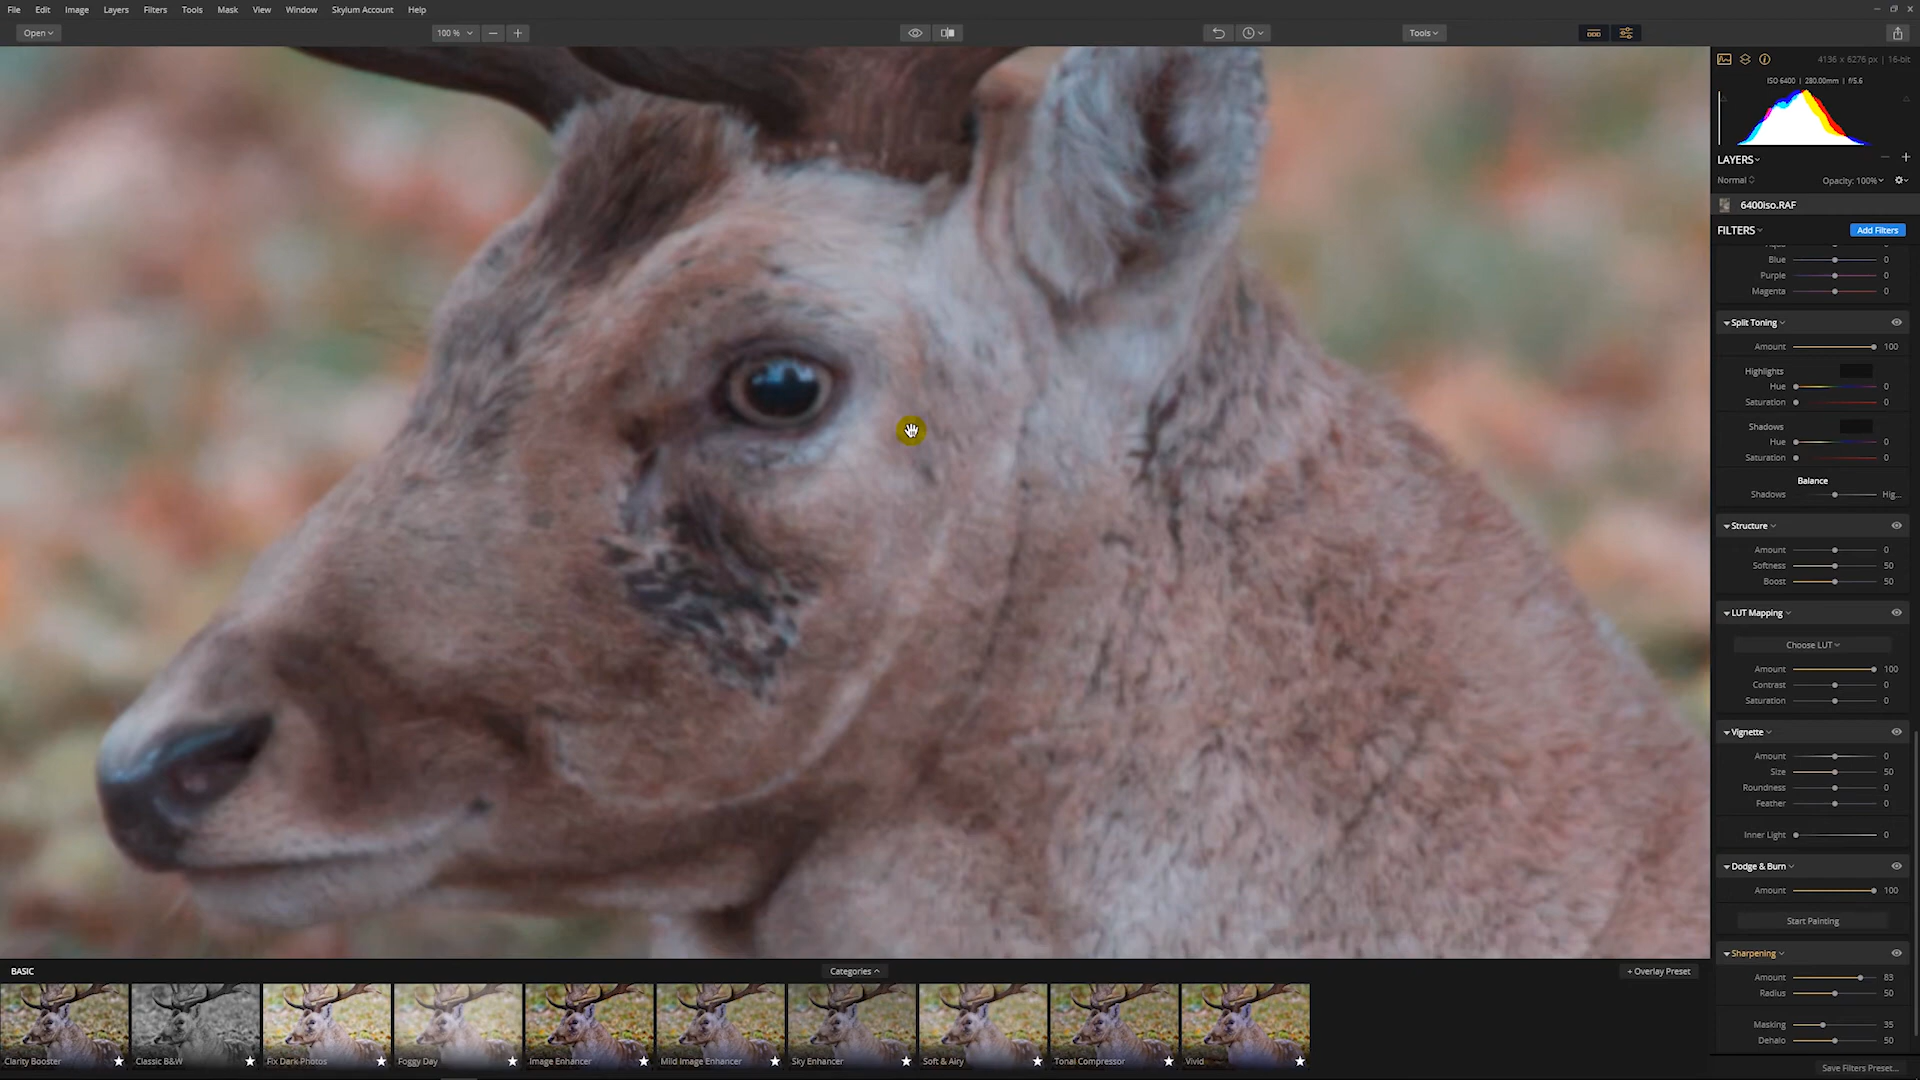 File Edit Image Layers Filters Tools Mask View Window Skylum Account Help
Open 100 % Tools
4136 x 6276 px | 16-bit
ISO 6400 | 280.00mm | f/5.6
LAYERS
Normal Opacity: 100%
6400iso.RAF
FILTERS Add Filters
Blue 0
Purple 0
Magenta 0
Split Toning
Amount 100
Highlights
Hue 0
Saturation 0
Shadows
Hue 0
Saturation 0
Balance
Shadows Hig...
Structure
Amount 0
Softness 50
Boost 50
LUT Mapping
Choose LUT
Amount 100
Contrast 0
Saturation 0
Vignette
Amount 0
Size 50
Roundness 0
Feather 0
Inner Light 0
Dodge & Burn
Amount 100
Start Painting
Sharpening
Amount 83
Radius 50
Masking 35
Dehalo 50
Save Filters Preset...
BASIC Categories + Overlay Preset
Clarity Booster Classic B&W Fix Dark Photos Foggy Day Image Enhancer Mild Image Enhancer Sky Enhancer Soft & Airy Tonal Compressor Vivid